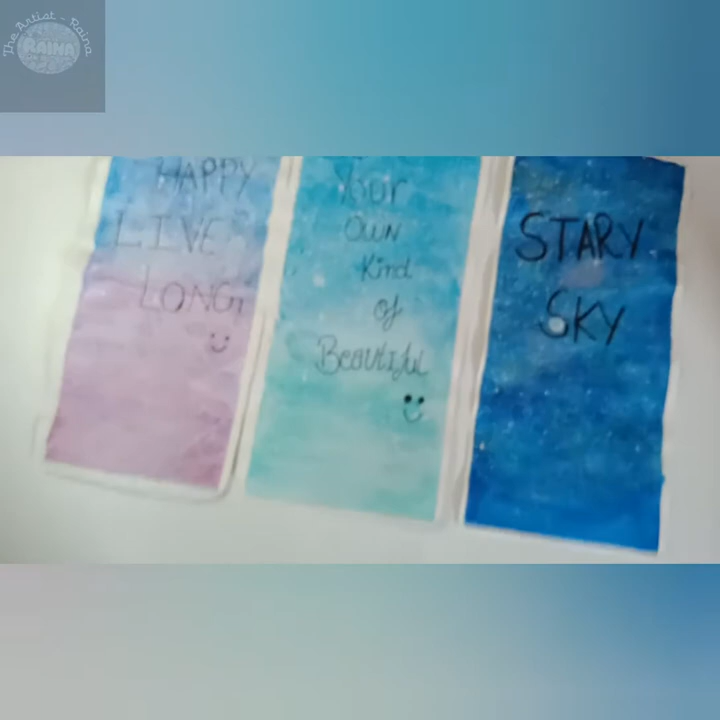 The Artist - Raina
RAINA
HAPPY
LIVE
LONG
Your
Own
Kind
of
Beautiful
STARY
SKY